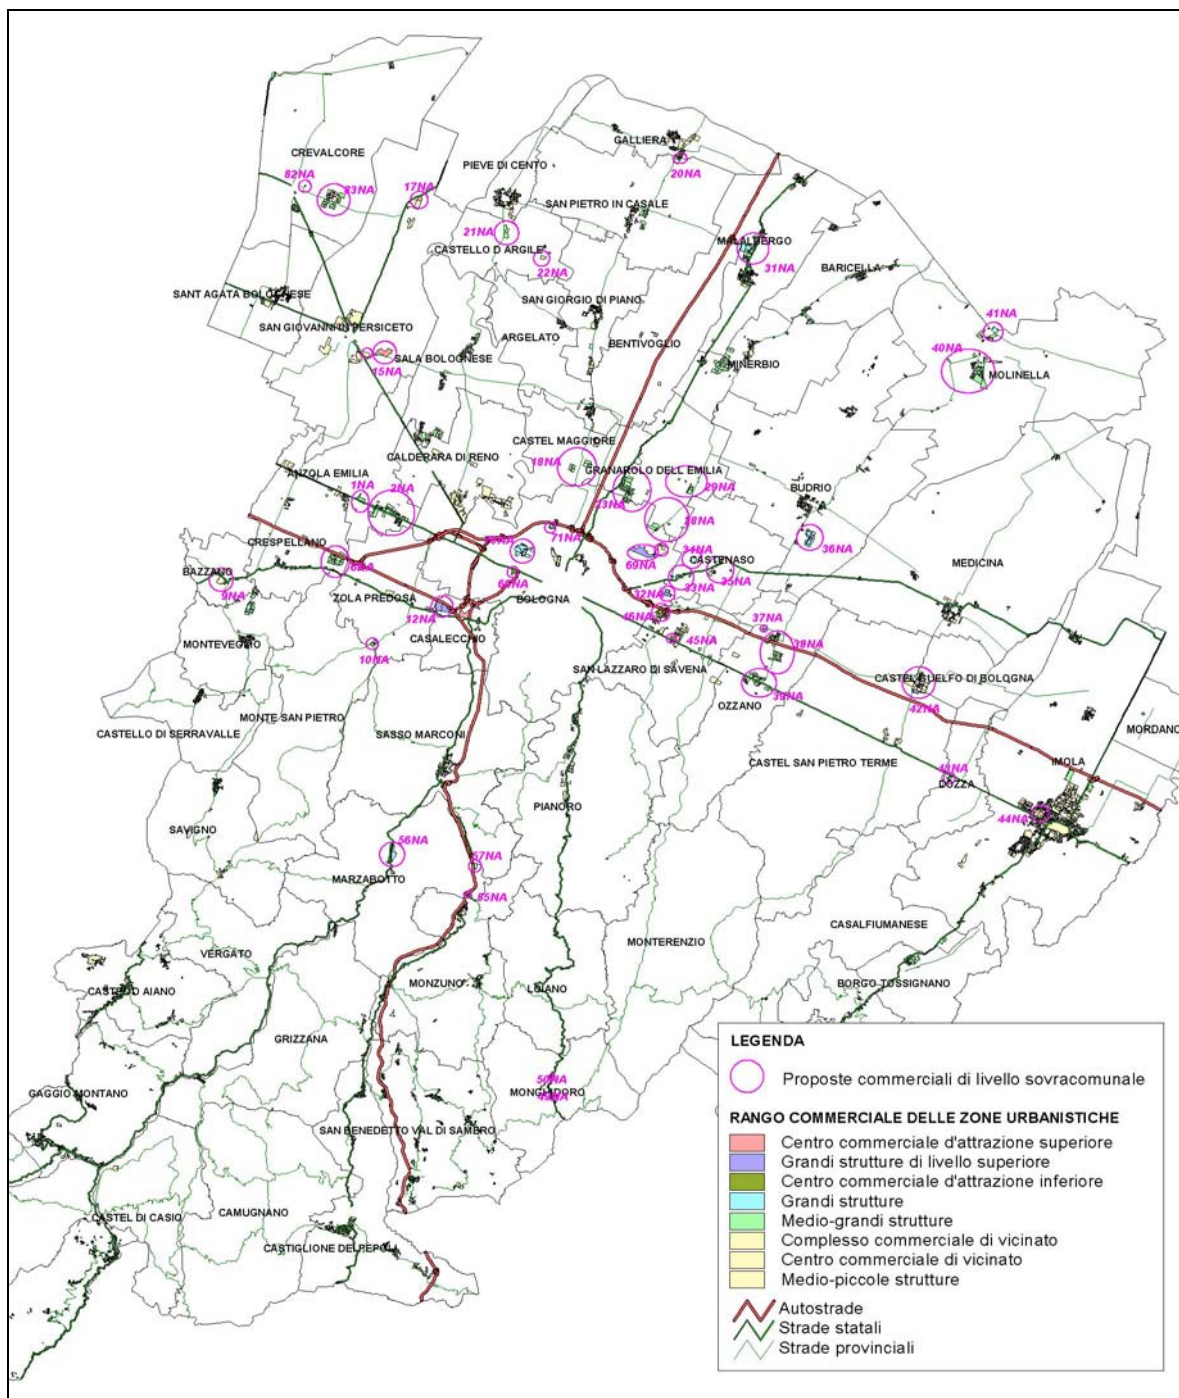 GALLIERA
CREVALCORE
PIEVE DI CENTO
82NA
20NA
83NA
17NA
SAN PIETRO IN CASALE
21NA
MALALBERGO
CASTELLO D ARGILE
31NA
22NA
BARICELLA
SANT AGATA BOLOGNESE
SAN GIORGIO DI PIANO
41NA
SAN GIOVANNI IN PERSICETO
ARGELATO
BENTIVOGLIO
40NA
SALA BOLOGNESE
MINERBIO
15NA
MOLINELLA
CASTEL MAGGIORE
CALDERARA DI RENO
18NA
GRANAROLO DELL EMILIA
ANZOLA EMILIA
1NA
2NA
29NA
BUDRIO
23NA
28NA
71NA
36NA
CRESPELLANO
69NA
CASTENASO
MEDICINA
BAZZANO
35NA
33NA
9NA
ZOLA PREDOSA
BOLOGNA
32NA
12NA
46NA
CASALECCHIO
37NA
45NA
MONTEVEGLIO
38NA
10NA
SAN LAZZARO DI SAVENA
CASTEL GUELFO DI BOLOGNA
39NA
OZZANO
42NA
MONTE SAN PIETRO
CASTELLO DI SERRAVALLE
SASSO MARCONI
MORDANO
CASTEL SAN PIETRO TERME
IMOLA
DOZZA
PIANORO
44NA
SAVIGNO
56NA
57NA
MARZABOTTO
55NA
CASALFIUMANESE
MONTERENZIO
VERGATO
MONZUNO
LOIANO
BORGO TOSSIGNANO
CASTEL D AIANO
GRIZZANA
50NA
GAGGIO MONTANO
MONGHIDORO
SAN BENEDETTO VAL DI SAMBRO
CASTEL DI CASIO
CAMUGNANO
CASTIGLIONE DEI PEPOLI
LEGENDA
Proposte commerciali di livello sovracomunale
RANGO COMMERCIALE DELLE ZONE URBANISTICHE
Centro commerciale d'attrazione superiore
Grandi strutture di livello superiore
Centro commerciale d'attrazione inferiore
Grandi strutture
Medio-grandi strutture
Complesso commerciale di vicinato
Centro commerciale di vicinato
Medio-piccole strutture
Autostrade
Strade statali
Strade provinciali